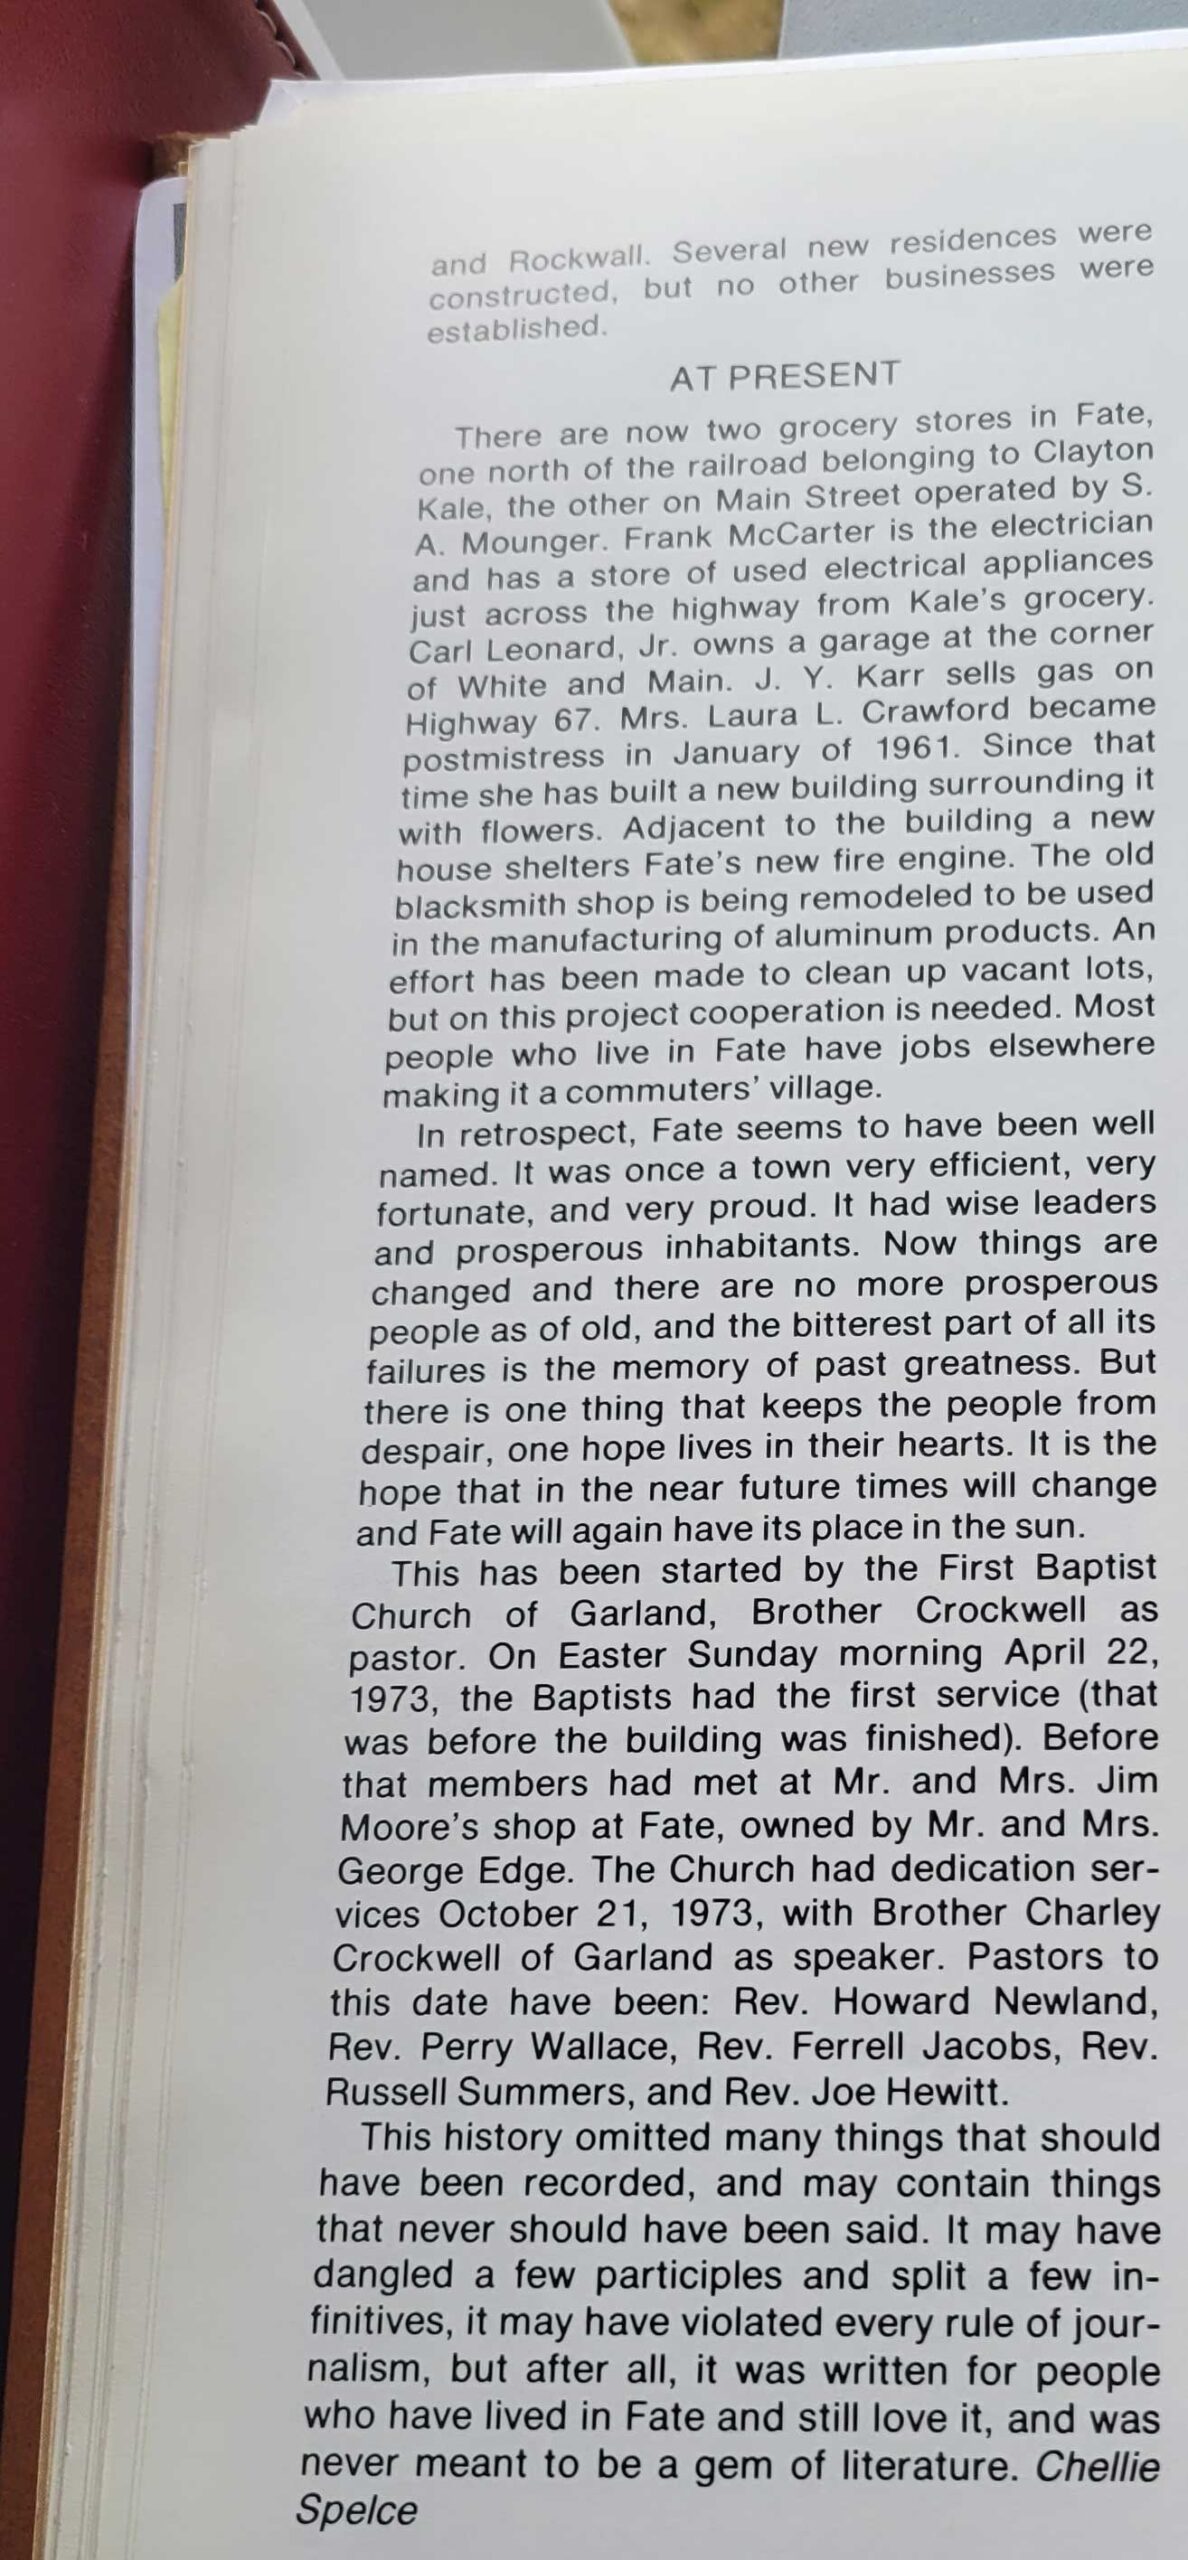 and Rockwall. Several new residences were
constructed, but no other businesses were
established.
AT PRESENT
There are now two grocery stores in Fate,
one north of the railroad belonging to Clayton
Kale, the other on Main Street operated by S.
A. Mounger. Frank McCarter is the electrician
and has a store of used electrical appliances
just across the highway from Kale's grocery.
Carl Leonard, Jr. owns a garage at the corner
of White and Main. J. Y. Karr sells gas on
Highway 67. Mrs. Laura L. Crawford became
postmistress in January of 1961. Since that
time she has built a new building surrounding it
with flowers. Adjacent to the building a new
house shelters Fate's new fire engine. The old
blacksmith shop is being remodeled to be used
in the manufacturing of aluminum products. An
effort has been made to clean up vacant lots,
but on this project cooperation is needed. Most
people who live in Fate have jobs elsewhere
making it a commuters' village.
In retrospect, Fate seems to have been well
named. It was once a town very efficient, very
fortunate, and very proud. It had wise leaders
and prosperous inhabitants. Now things are
changed and there are no more prosperous
people as of old, and the bitterest part of all its
failures is the memory of past greatness. But
there is one thing that keeps the people from
despair, one hope lives in their hearts. It is the
hope that in the near future times will change
and Fate will again have its place in the sun.
This has been started by the First Baptist
Church of Garland, Brother Crockwell as
pastor. On Easter Sunday morning April 22,
1973, the Baptists had the first service (that
was before the building was finished). Before
that members had met at Mr. and Mrs. Jim
Moore's shop at Fate, owned by Mr. and Mrs.
George Edge. The Church had dedication ser-
vices October 21, 1973, with Brother Charley
Crockwell of Garland as speaker. Pastors to
this date have been: Rev. Howard Newland,
Rev. Perry Wallace, Rev. Ferrell Jacobs, Rev.
Russell Summers, and Rev. Joe Hewitt.
This history omitted many things that should
have been recorded, and may contain things
that never should have been said. It may have
dangled a few participles and split a few in-
finitives, it may have violated every rule of jour-
nalism, but after all, it was written for people
who have lived in Fate and still love it, and was
never meant to be a gem of literature. Chellie
Spelce